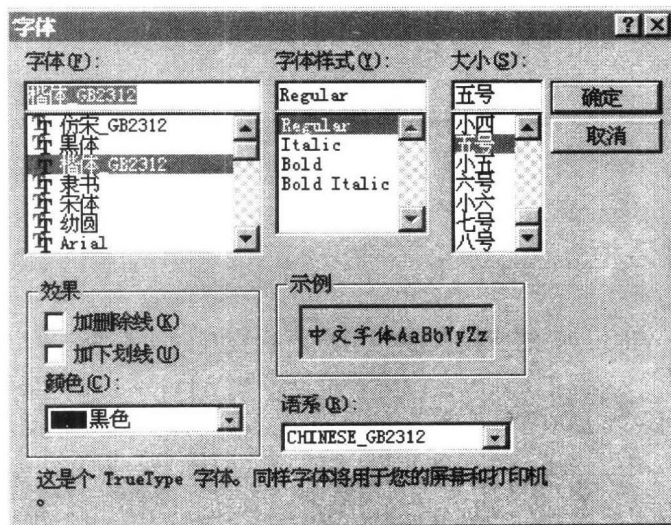 字体
字体(F):
楷体_GB2312
仿宋_GB2312
黑体
楷体_GB2312
隶书
宋体
幼圆
Arial
字体样式(Y):
Regular
Regular
Italic
Bold
Bold Italic
大小(S):
五号
小四
五号
小五
六号
小六
七号
八号
确定
取消
效果
加删除线(K)
加下划线(U)
颜色(C):
黑色
示例
中文字体AaBbYyZz
语系(R):
CHINESE_GB2312
这是个 TrueType 字体。同样字体将用于您的屏幕和打印机
。